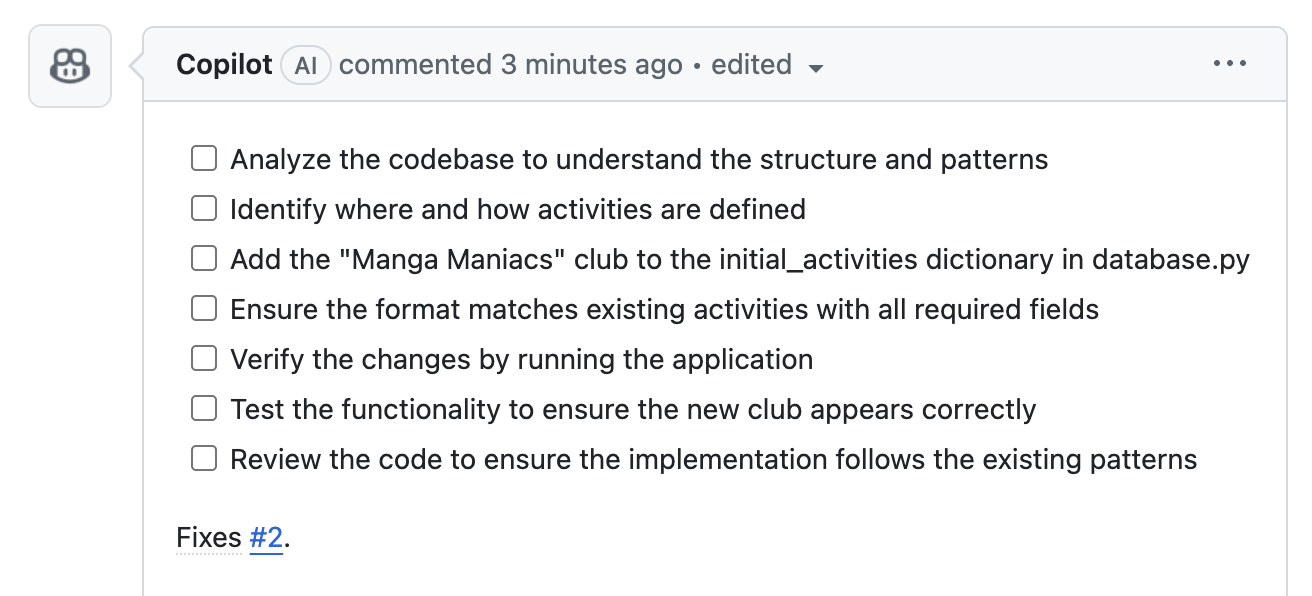 Copilot AI commented 3 minutes ago • edited
Analyze the codebase to understand the structure and patterns
Identify where and how activities are defined
Add the "Manga Maniacs" club to the initial_activities dictionary in database.py
Ensure the format matches existing activities with all required fields
Verify the changes by running the application
Test the functionality to ensure the new club appears correctly
Review the code to ensure the implementation follows the existing patterns
Fixes #2.